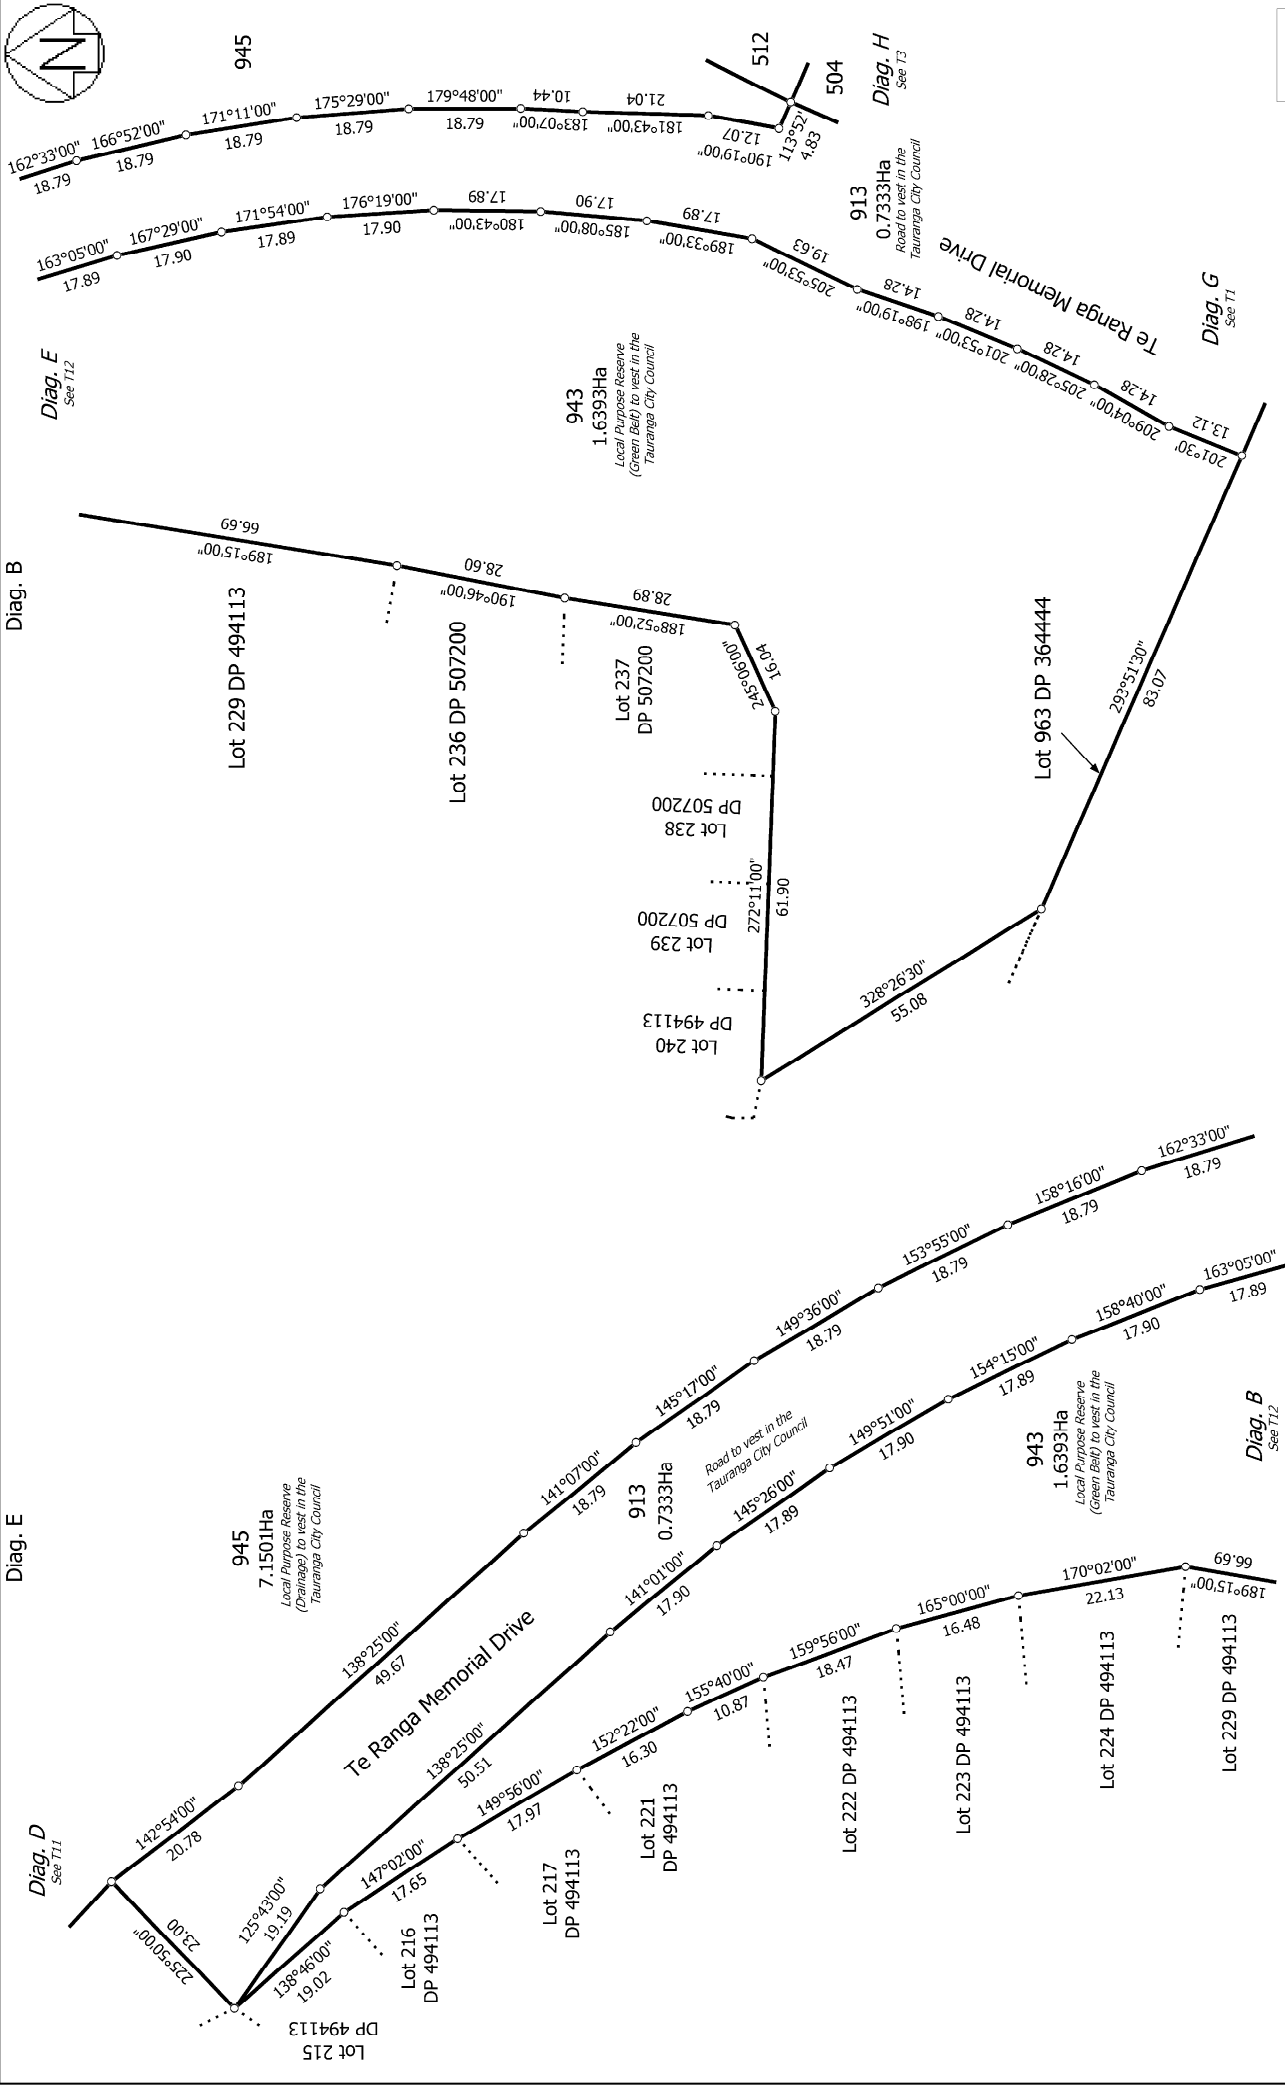 N
Diag. B
162°33'00"
18.79
166°52'00"
18.79
171°11'00"
18.79
175°29'00"
18.79
179°48'00"
18.79
183°07'00"
10.44
181°43'00"
21.04
190°19'00"
12.07
113°52'
4.83
945
512
504
Diag. H
See T3
163°05'00"
17.89
167°29'00"
17.90
171°54'00"
17.89
176°19'00"
17.90
180°43'00"
17.89
185°08'00"
17.90
189°33'00"
17.89
205°53'00"
19.63
198°19'00"
14.28
201°53'00"
14.28
205°28'00"
14.28
209°04'00"
14.28
201°30'
13.12
913
0.7333Ha
Road to vest in the
Tauranga City Council
Te Ranga Memorial Drive
Diag. G
See T1
Diag. E
See T12
943
1.6393Ha
Local Purpose Reserve
(Green Belt) to vest in the
Tauranga City Council
189°15'00"
66.69
190°46'00"
28.60
188°52'00"
28.89
245°06'00"
16.04
272°11'00"
61.90
328°26'30"
55.08
293°51'30"
83.07
Lot 229 DP 494113
Lot 236 DP 507200
Lot 237
DP 507200
Lot 238
DP 507200
Lot 239
DP 507200
Lot 240
DP 494113
Lot 963 DP 364444
Diag. E
Diag. D
See T11
225°50'00"
23.00
142°54'00"
20.78
138°25'00"
49.67
141°07'00"
18.79
145°17'00"
18.79
149°36'00"
18.79
153°55'00"
18.79
158°16'00"
18.79
162°33'00"
18.79
945
7.1501Ha
Local Purpose Reserve
(Drainage) to vest in the
Tauranga City Council
Te Ranga Memorial Drive
913
0.7333Ha
Road to vest in the
Tauranga City Council
125°43'00"
19.19
138°25'00"
50.51
141°01'00"
17.90
145°26'00"
17.89
149°51'00"
17.90
154°15'00"
17.89
158°40'00"
17.90
163°05'00"
17.89
943
1.6393Ha
Local Purpose Reserve
(Green Belt) to vest in the
Tauranga City Council
Diag. B
See T12
138°46'00"
19.02
147°02'00"
17.65
149°56'00"
17.97
152°22'00"
16.30
155°40'00"
10.87
159°56'00"
18.47
165°00'00"
16.48
170°02'00"
22.13
189°15'00"
66.69
Lot 215
DP 494113
Lot 216
DP 494113
Lot 217
DP 494113
Lot 221
DP 494113
Lot 222 DP 494113
Lot 223 DP 494113
Lot 224 DP 494113
Lot 229 DP 494113